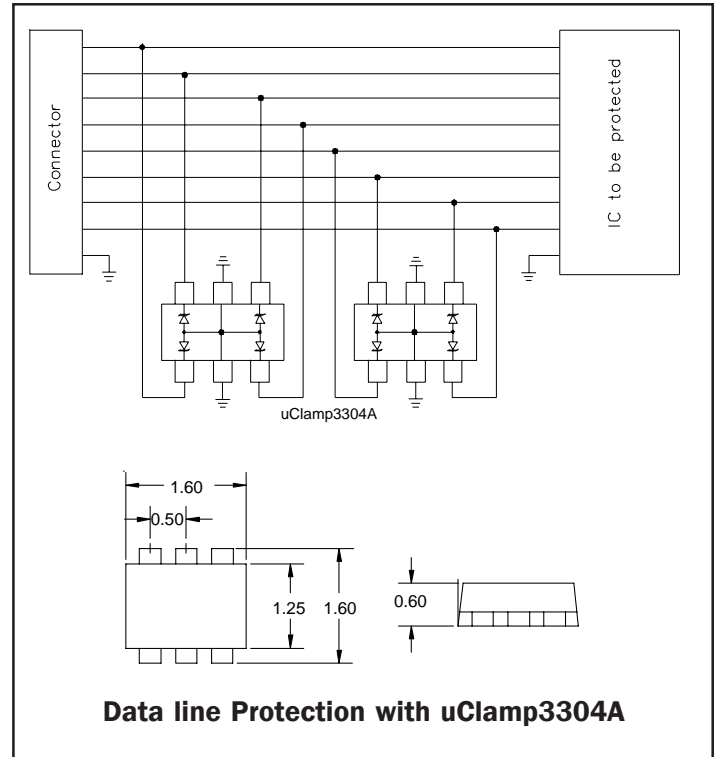 Connector
IC to be protected
uClamp3304A
1.60
0.50
1.25
1.60
0.60
Data line Protection with uClamp3304A